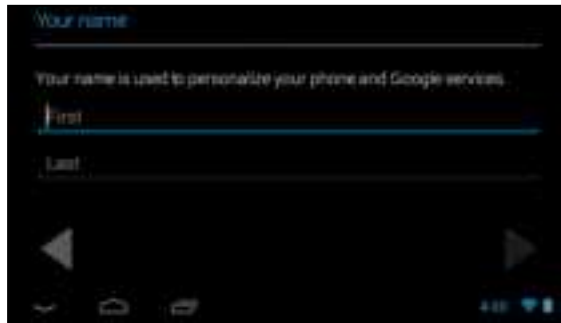 Your name
Your name is used to personalize your phone and Google services.
First
Last